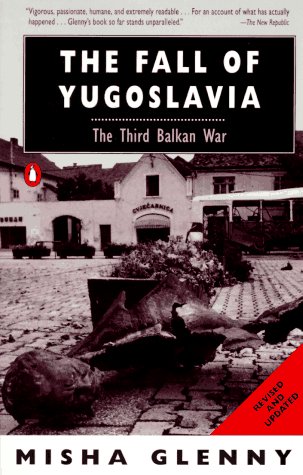 "Vigorous, passionate, humane, and extremely readable . . . For an account of what has actually
happened . . . Glenny's book so far stands unparalleled." —The New Republic
THE FALL OF
YUGOSLAVIA
The Third Balkan War
CVJEĆARNICA
REVISED AND
UPDATED
MISHA GLENNY